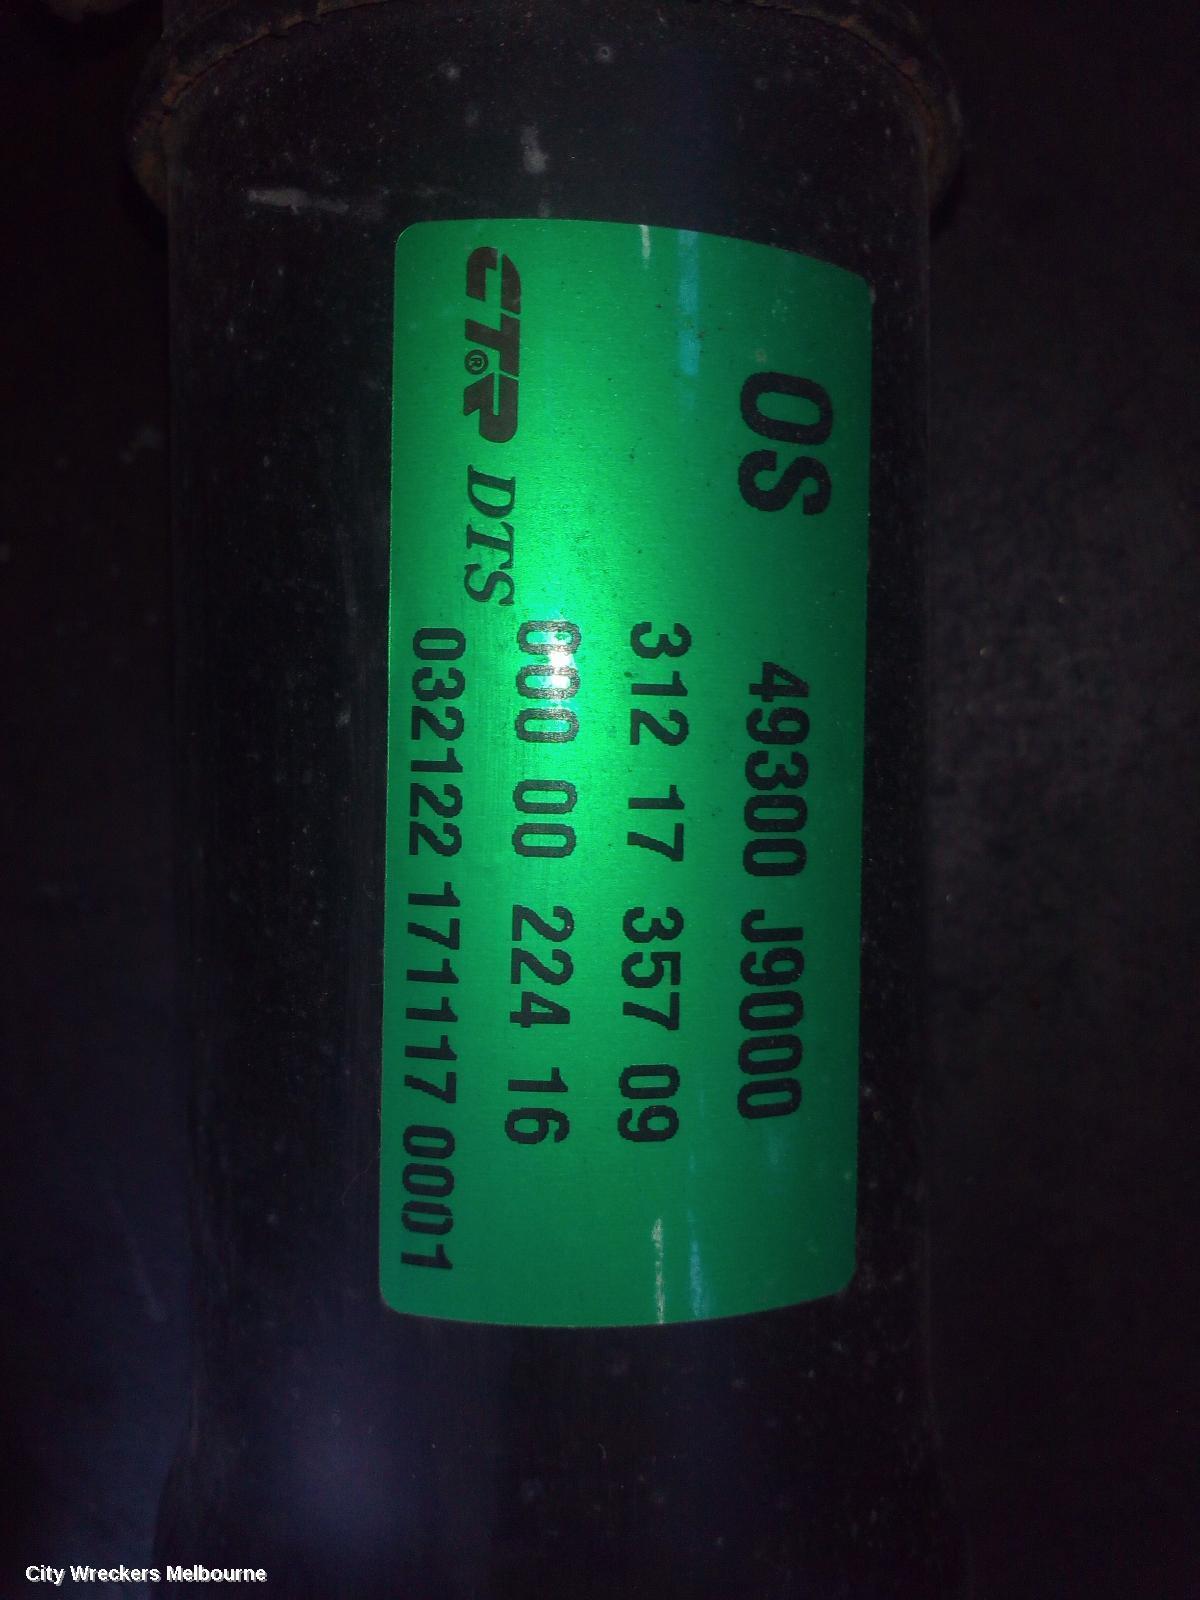 OS 49300 J9000
312 17 357 09
000 00 224 16
CTR® DTS
032122 171117 0001
City Wreckers Melbourne